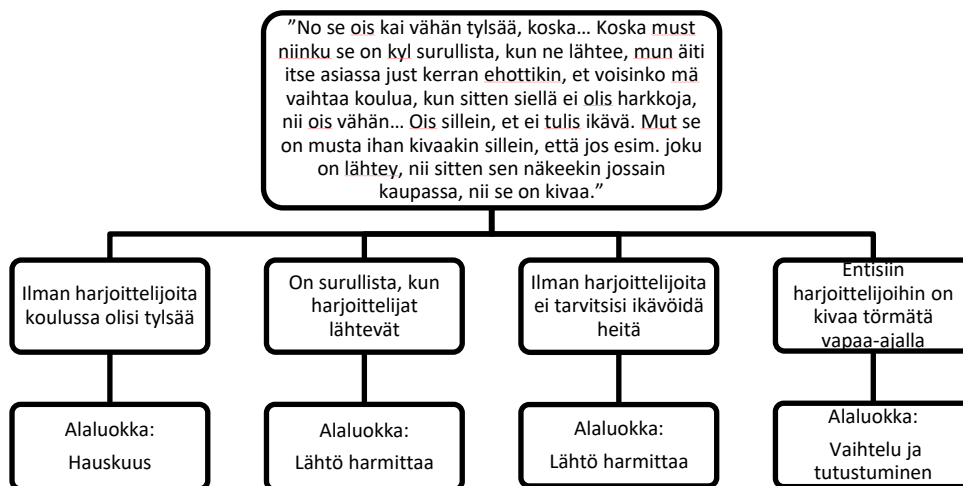 ”No se ois kai vähän tylsää, koska… Koska must
niinku se on kyl surullista, kun ne lähtee, mun äiti
itse asiassa just kerran ehottikin, et voisinko mä
vaihtaa koulua, kun sitten siellä ei olis harkkoja,
nii ois vähän… Ois sillein, et ei tulis ikävä. Mut se
on musta ihan kivaakin sillein, että jos esim. joku
on lähtey, nii sitten sen näkeekin jossain
kaupassa, nii se on kivaa.”
Ilman harjoittelijoita
koulussa olisi tylsää
On surullista, kun
harjoittelijat
lähtevät
Ilman harjoittelijoita
ei tarvitsisi ikävöidä
heitä
Entisiin
harjoittelijoihin on
kivaa törmätä
vapaa-ajalla
Alaluokka:
Hauskuus
Alaluokka:
Lähtö harmittaa
Alaluokka:
Lähtö harmittaa
Alaluokka:
Vaihtelu ja
tutustuminen